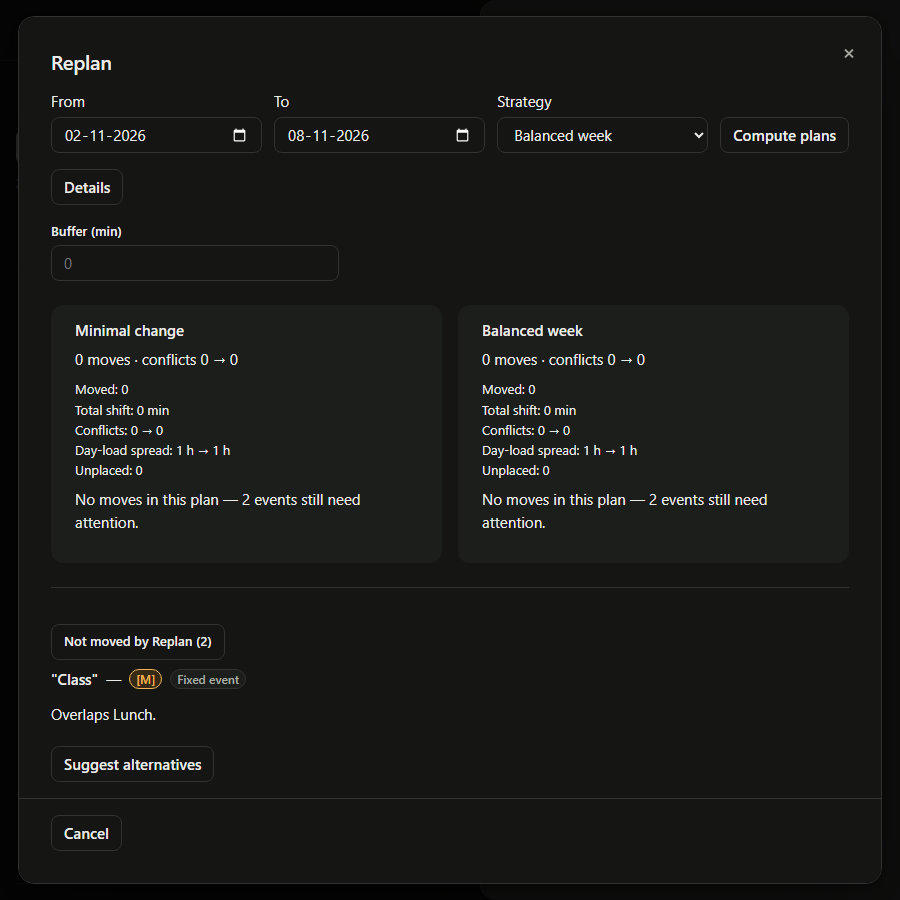 Replan
×
From
To
Strategy
02-11-2026
08-11-2026
Balanced week
Compute plans
Details
Buffer (min)
0
Minimal change
0 moves · conflicts 0 → 0
Moved: 0
Total shift: 0 min
Conflicts: 0 → 0
Day-load spread: 1 h → 1 h
Unplaced: 0
No moves in this plan — 2 events still need
attention.
Balanced week
0 moves · conflicts 0 → 0
Moved: 0
Total shift: 0 min
Conflicts: 0 → 0
Day-load spread: 1 h → 1 h
Unplaced: 0
No moves in this plan — 2 events still need
attention.
Not moved by Replan (2)
"Class" — [M] Fixed event
Overlaps Lunch.
Suggest alternatives
Cancel